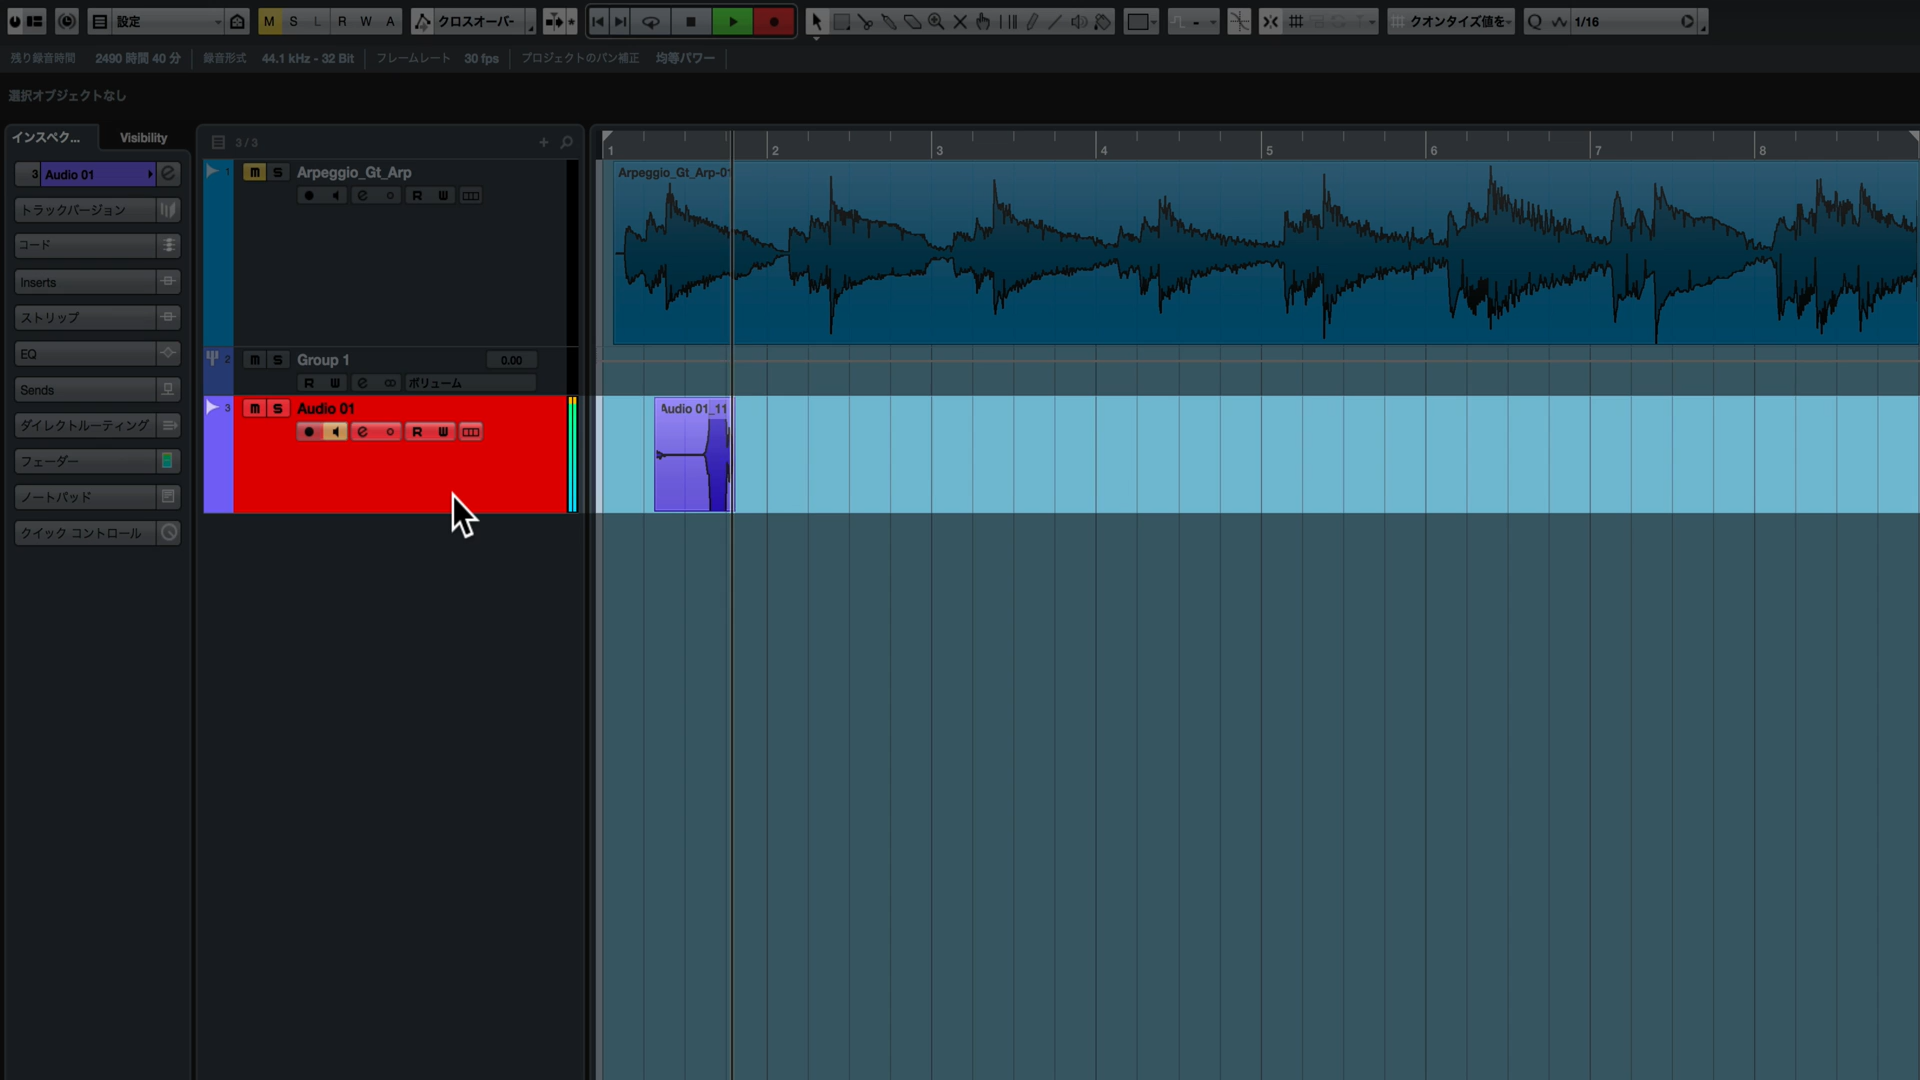 設定 M S L R W A クロスオーバー クオンタイズ値を 1/16
残り録音時間 2490 時間 40 分 録音形式 44.1 kHz - 32 Bit フレームレート 30 fps プロジェクトのパン補正 均等パワー
選択オブジェクトなし
インスペク... Visibility
3 / 3
1 2 3 4 5 6 7 8
3 Audio 01
トラックバージョン
コード
Inserts
ストリップ
EQ
Sends
ダイレクトルーティング
フェーダー
ノートパッド
クイック コントロール
1 m S Arpeggio_Gt_Arp
R W
2 m S Group 1 0.00
R W ボリューム
3 m S Audio 01
R W
Arpeggio_Gt_Arp-01
Audio 01_11